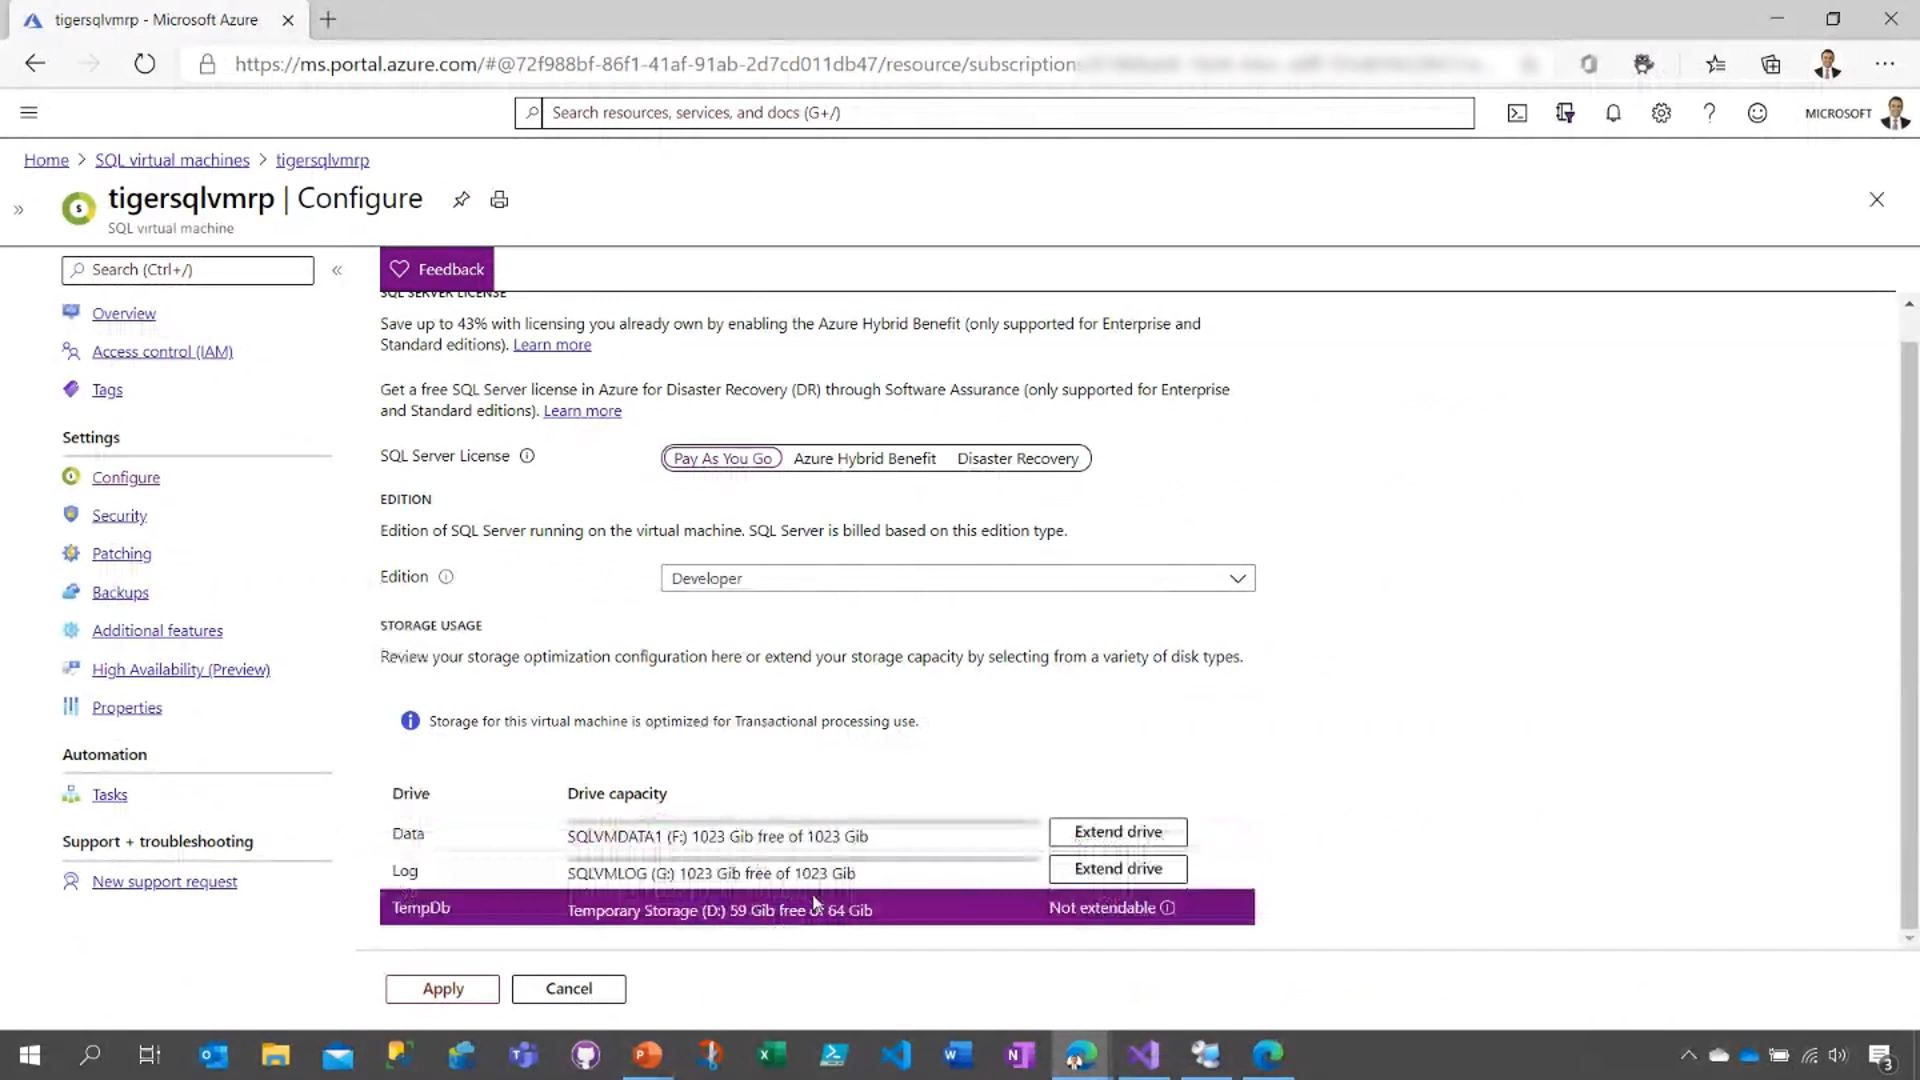 tigersqlvmrp - Microsoft Azure
https://ms.portal.azure.com/#@72f988bf-86f1-41af-91ab-2d7cd011db47/resource/subscription
Search resources, services, and docs (G+/)
MICROSOFT
Home > SQL virtual machines > tigersqlvmrp
tigersqlvmrp | Configure
SQL virtual machine
Search (Ctrl+/)
Overview
Access control (IAM)
Tags
Settings
Configure
Security
Patching
Backups
Additional features
High Availability (Preview)
Properties
Automation
Tasks
Support + troubleshooting
New support request
Feedback
SQL SERVER LICENSE
Save up to 43% with licensing you already own by enabling the Azure Hybrid Benefit (only supported for Enterprise and
Standard editions). Learn more
Get a free SQL Server license in Azure for Disaster Recovery (DR) through Software Assurance (only supported for Enterprise
and Standard editions). Learn more
SQL Server License Pay As You Go Azure Hybrid Benefit Disaster Recovery
EDITION
Edition of SQL Server running on the virtual machine. SQL Server is billed based on this edition type.
Edition Developer
STORAGE USAGE
Review your storage optimization configuration here or extend your storage capacity by selecting from a variety of disk types.
Storage for this virtual machine is optimized for Transactional processing use.
Drive Drive capacity
Data SQLVMDATA1 (F:) 1023 Gib free of 1023 Gib Extend drive
Log SQLVMLOG (G:) 1023 Gib free of 1023 Gib Extend drive
TempDb Temporary Storage (D:) 59 Gib free of 64 Gib Not extendable
Apply Cancel
3